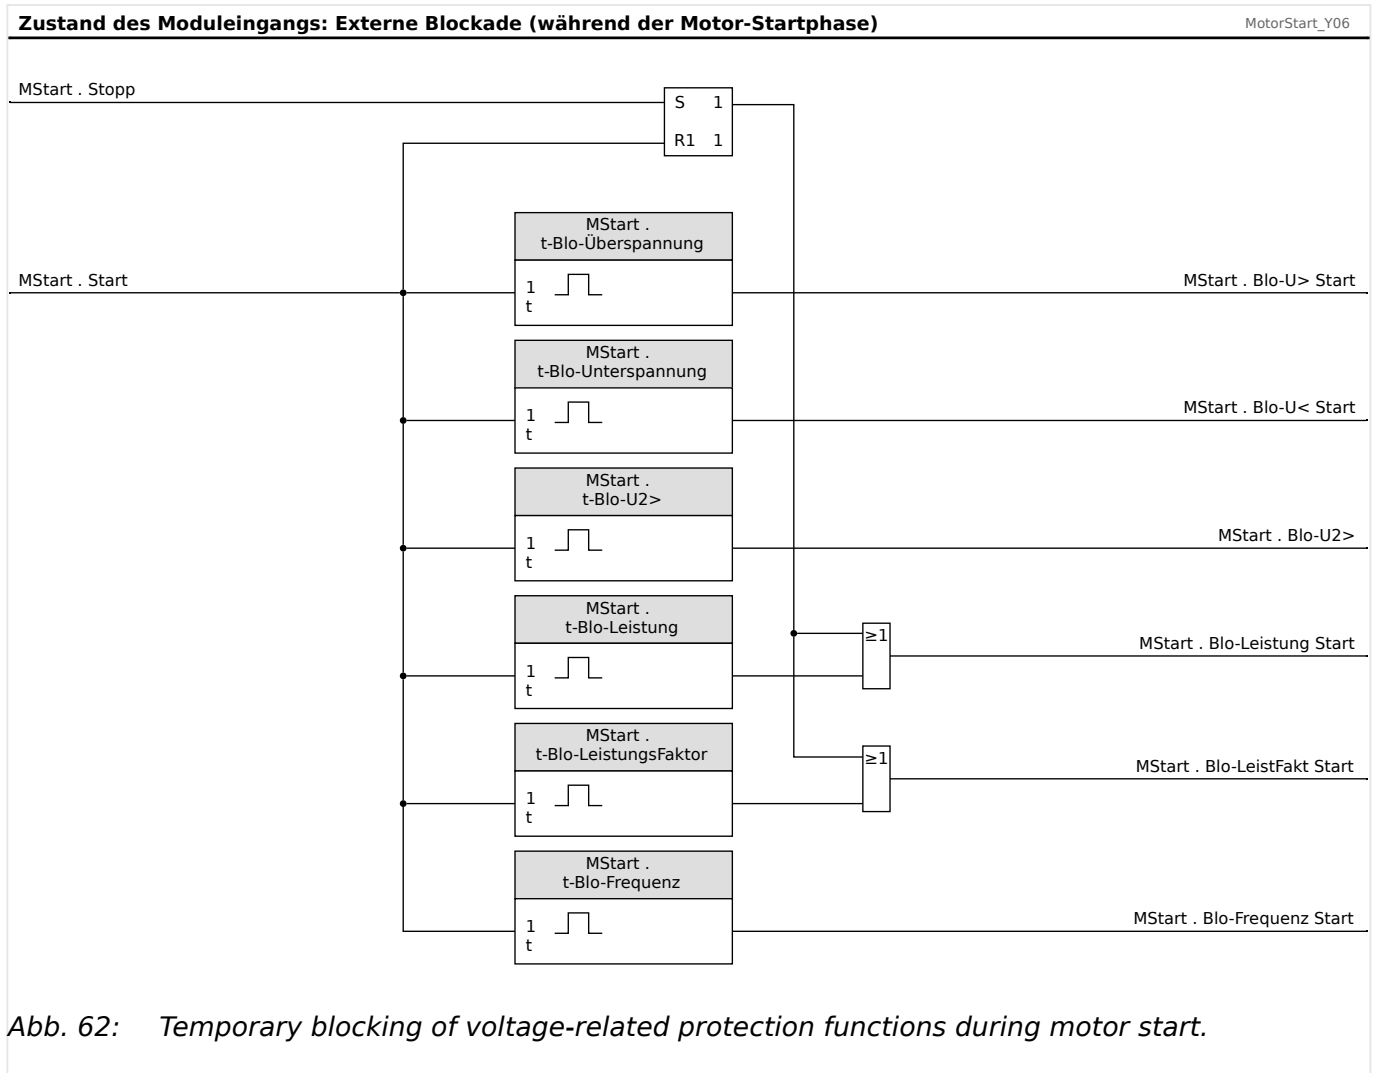 Zustand des Moduleingangs: Externe Blockade (während der Motor-Startphase)
MotorStart_Y06
MStart . Stopp
S 1
R1 1
MStart .
t-Blo-Überspannung
MStart . Start
1
t
MStart . Blo-U> Start
MStart .
t-Blo-Unterspannung
1
t
MStart . Blo-U< Start
MStart .
t-Blo-U2>
1
t
MStart . Blo-U2>
MStart .
t-Blo-Leistung
1
t
≥1
MStart . Blo-Leistung Start
MStart .
t-Blo-LeistungsFaktor
1
t
≥1
MStart . Blo-LeistFakt Start
MStart .
t-Blo-Frequenz
1
t
MStart . Blo-Frequenz Start
Abb. 62: Temporary blocking of voltage-related protection functions during motor start.